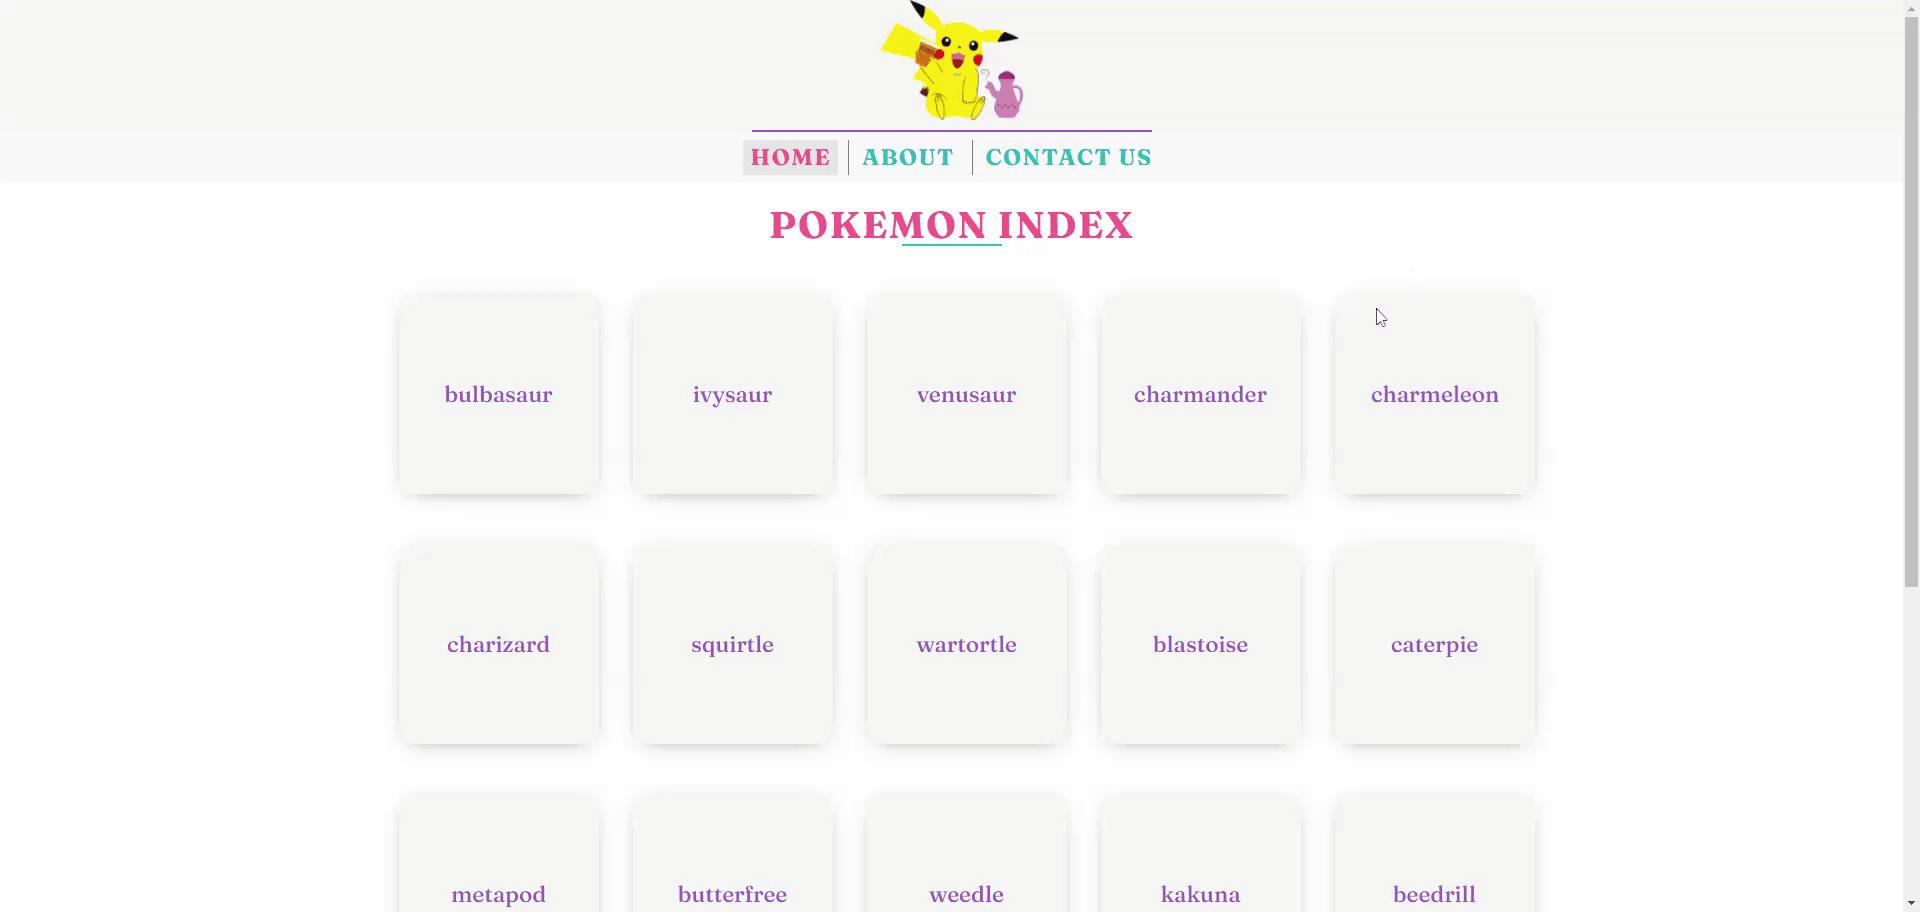 HOME ABOUT CONTACT US
POKEMON INDEX
bulbasaur ivysaur venusaur charmander charmeleon
charizard squirtle wartortle blastoise caterpie
metapod butterfree weedle kakuna beedrill